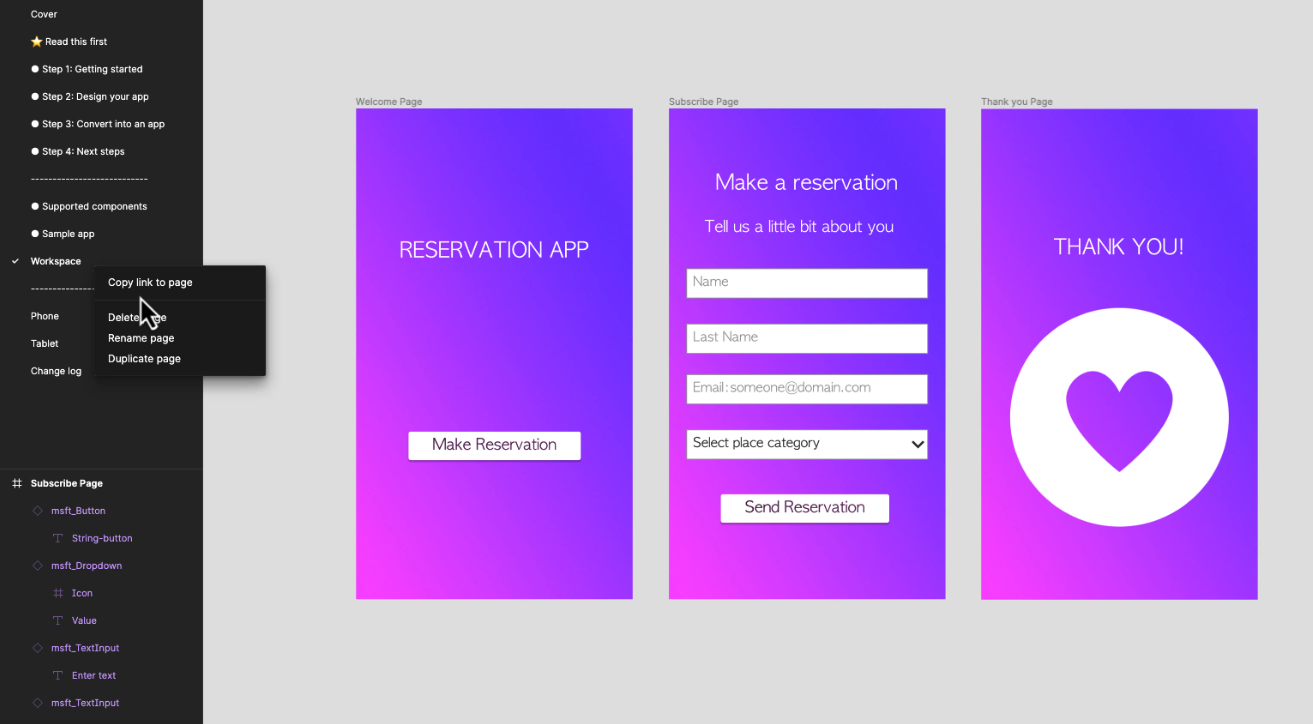 Cover
⭐ Read this first
● Step 1: Getting started
● Step 2: Design your app
● Step 3: Convert into an app
● Step 4: Next steps
---------------------------
● Supported components
● Sample app
✓ Workspace
---------------
Phone
Tablet
Change log
Copy link to page
Delete page
Rename page
Duplicate page
Subscribe Page
msft_Button
String-button
msft_Dropdown
Icon
Value
msft_TextInput
Enter text
msft_TextInput
Welcome Page
RESERVATION APP
Make Reservation
Subscribe Page
Make a reservation
Tell us a little bit about you
Name
Last Name
Email:someone@domain.com
Select place category
Send Reservation
Thank you Page
THANK YOU!